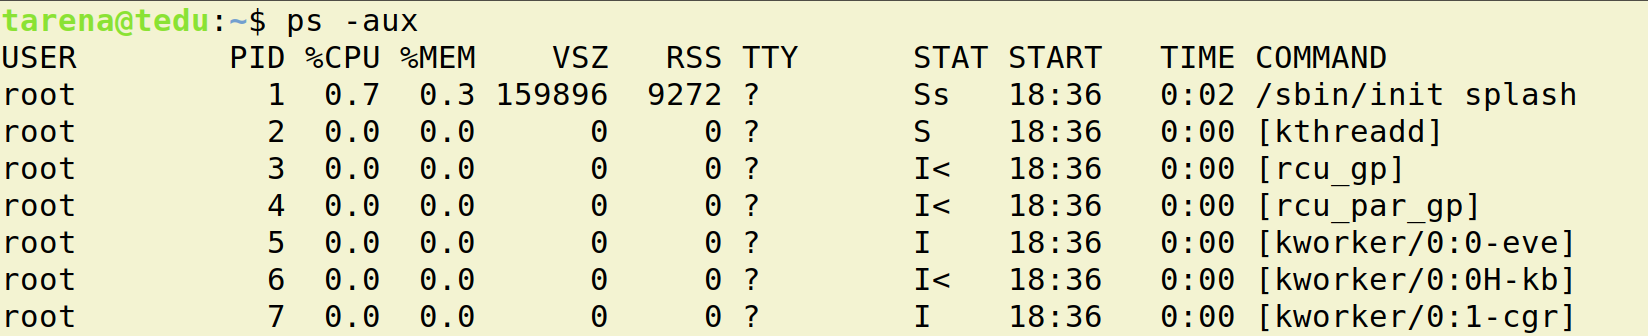 tarena@tedu:~$ ps -aux
USER        PID %CPU %MEM    VSZ   RSS TTY      STAT START   TIME COMMAND
root          1  0.7  0.3 159896  9272 ?        Ss   18:36   0:02 /sbin/init splash
root          2  0.0  0.0      0     0 ?        S    18:36   0:00 [kthreadd]
root          3  0.0  0.0      0     0 ?        I<   18:36   0:00 [rcu_gp]
root          4  0.0  0.0      0     0 ?        I<   18:36   0:00 [rcu_par_gp]
root          5  0.0  0.0      0     0 ?        I    18:36   0:00 [kworker/0:0-eve]
root          6  0.0  0.0      0     0 ?        I<   18:36   0:00 [kworker/0:0H-kb]
root          7  0.0  0.0      0     0 ?        I    18:36   0:00 [kworker/0:1-cgr]